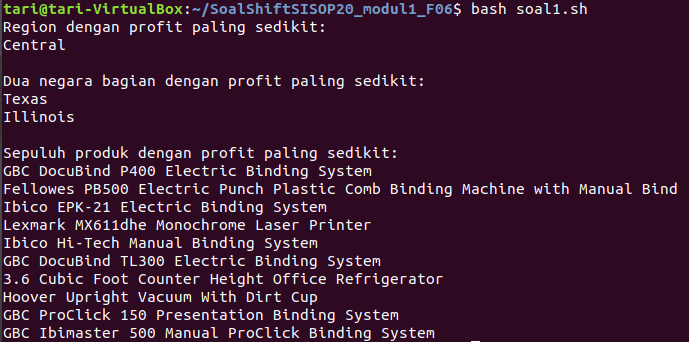 tari@tari-VirtualBox:~/SoalShiftSISOP20_modul1_F06$ bash soal1.sh
Region dengan profit paling sedikit:
Central

Dua negara bagian dengan profit paling sedikit:
Texas
Illinois

Sepuluh produk dengan profit paling sedikit:
GBC DocuBind P400 Electric Binding System
Fellowes PB500 Electric Punch Plastic Comb Binding Machine with Manual Bind
Ibico EPK-21 Electric Binding System
Lexmark MX611dhe Monochrome Laser Printer
Ibico Hi-Tech Manual Binding System
GBC DocuBind TL300 Electric Binding System
3.6 Cubic Foot Counter Height Office Refrigerator
Hoover Upright Vacuum With Dirt Cup
GBC ProClick 150 Presentation Binding System
GBC Ibimaster 500 Manual ProClick Binding System